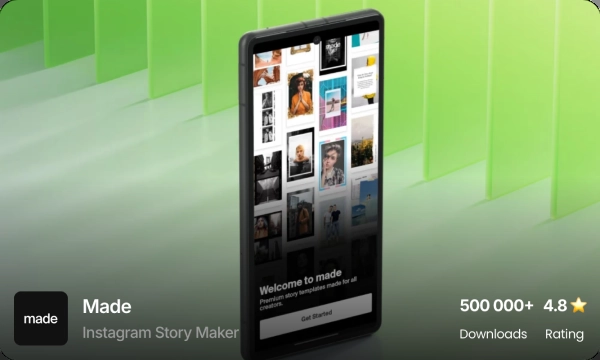 Welcome to made
Premium story templates made for all
creators.
Get Started
made
Made
Instagram Story Maker
500 000+
4.8
Downloads
Rating